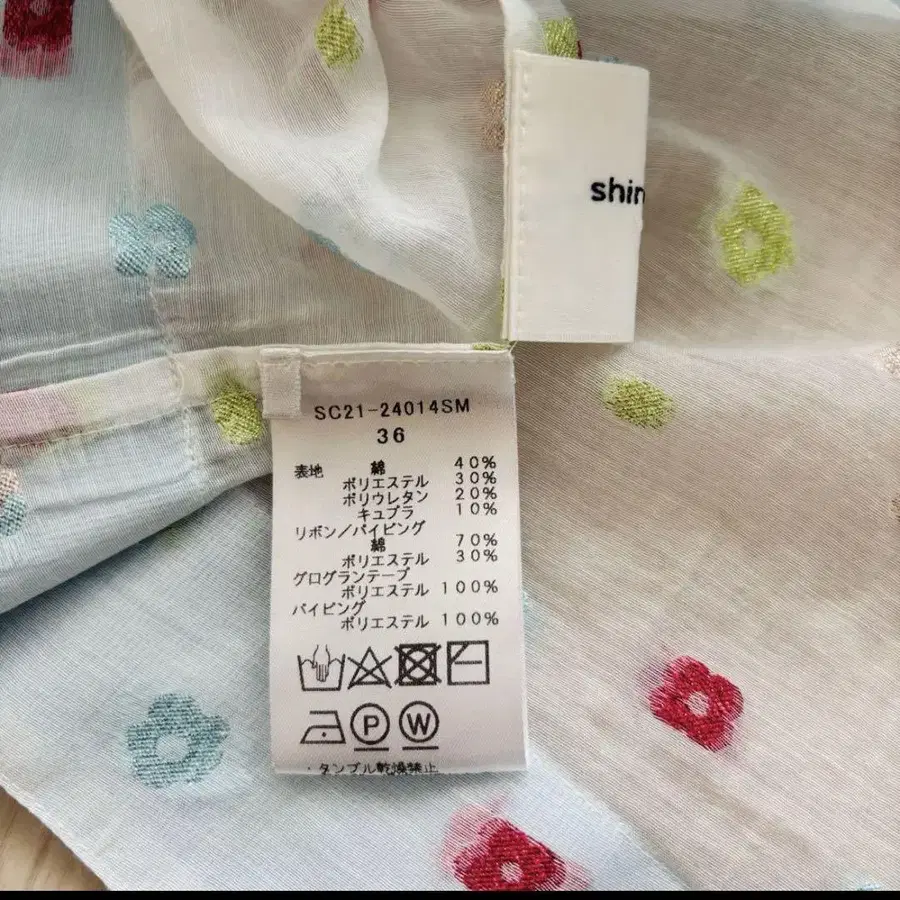 shin
SC21-24014SM
36
表地 綿 40%
ポリエステル 30%
ポリウレタン 20%
キュプラ 10%
リボン/パイピング
綿 70%
ポリエステル 30%
グログランテープ
ポリエステル 100%
パイピング
ポリエステル 100%
P W
・タンブル乾燥禁止